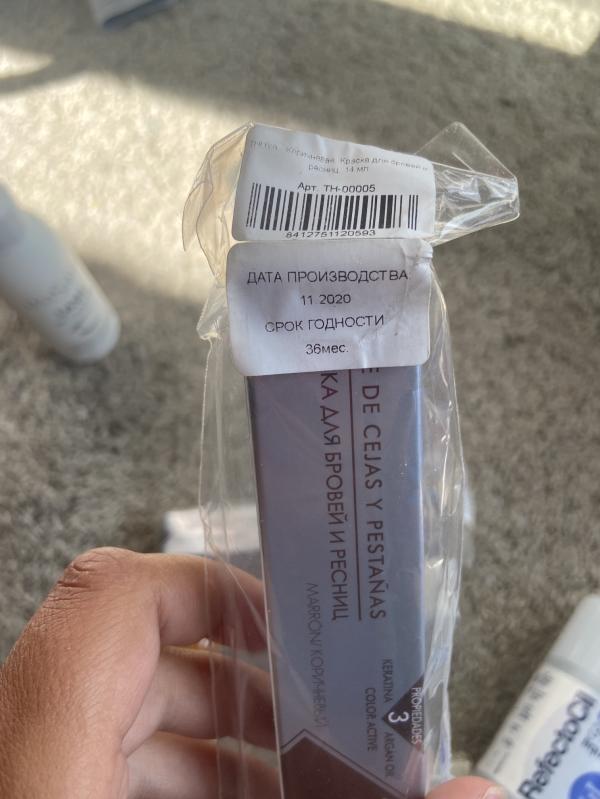 Коричневая. Краска для бровей и
ресниц. 14 мл
Арт. TH-00005
8412751120593
ДАТА ПРОИЗВОДСТВА
11.2020
СРОК ГОДНОСТИ
36мес.
E DE CEJAS Y PESTAÑAS
КА ДЛЯ БРОВЕЙ И РЕСНИЦ
MARRÓN/ КОРИЧНЕВЫЙ
PROPIEDADES
3
KERATINA
ARGAN OIL
COLOR ACTIVE
RefectoCil